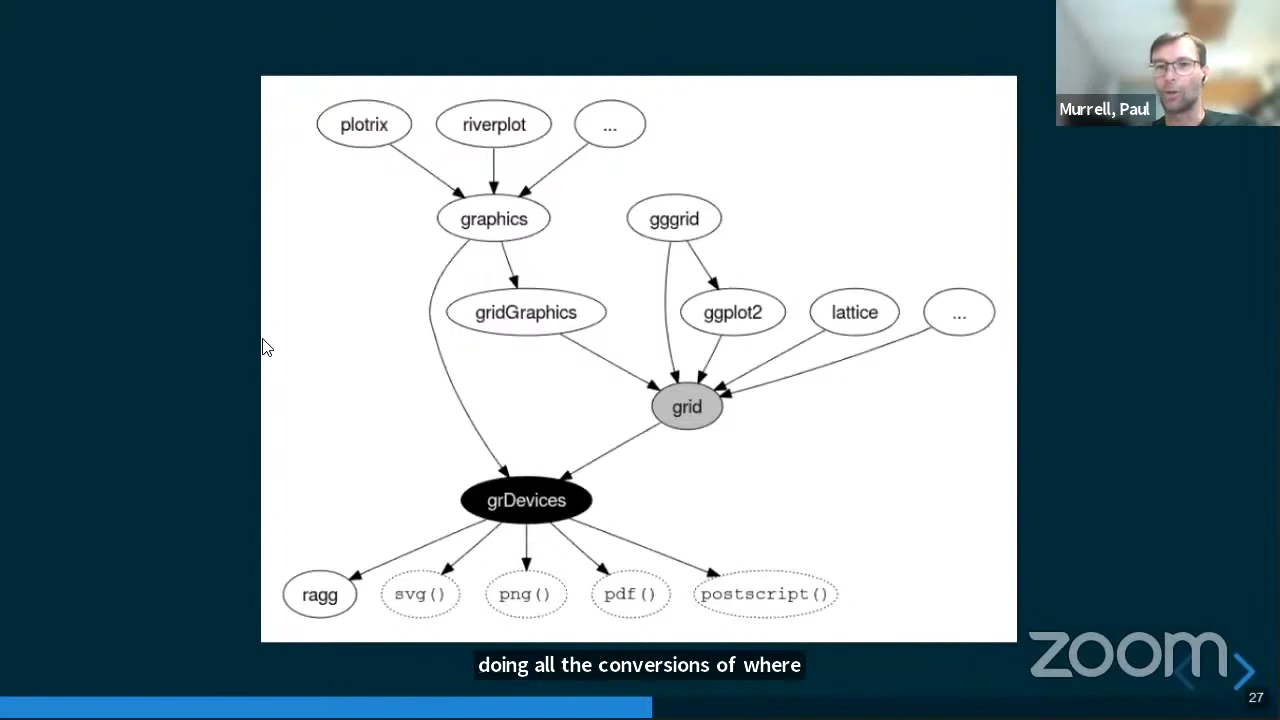 Murrell, Paul
plotrix
riverplot
...
graphics
gggrid
gridGraphics
ggplot2
lattice
...
grid
grDevices
ragg
svg()
png()
pdf()
postscript()
doing all the conversions of where
zoom
27